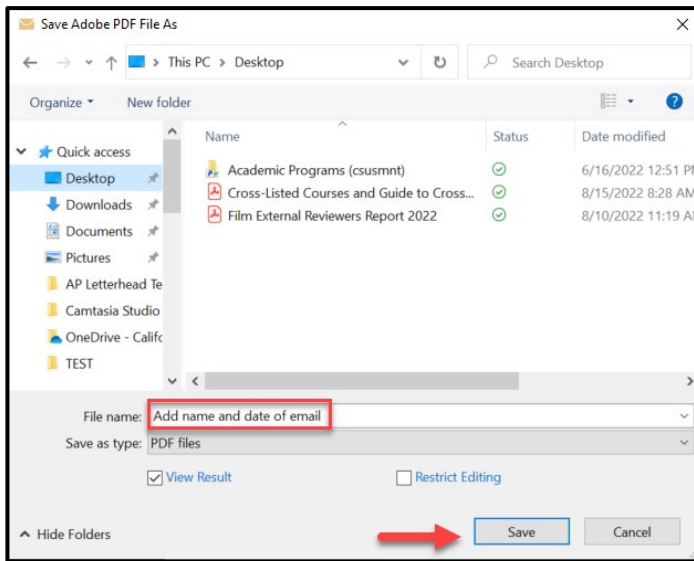 Save Adobe PDF File As
This PC > Desktop
Search Desktop
Organize
New folder
Name
Status
Date modified
Quick access
Desktop
Downloads
Documents
Pictures
AP Letterhead Te
Camtasia Studio
OneDrive - Califc
TEST
Academic Programs (csusmnt)
6/16/2022 12:51 PM
Cross-Listed Courses and Guide to Cross...
8/15/2022 8:28 AM
Film External Reviewers Report 2022
8/10/2022 11:19 A
File name: Add name and date of email
Save as type: PDF files
View Result
Restrict Editing
Hide Folders
Save
Cancel